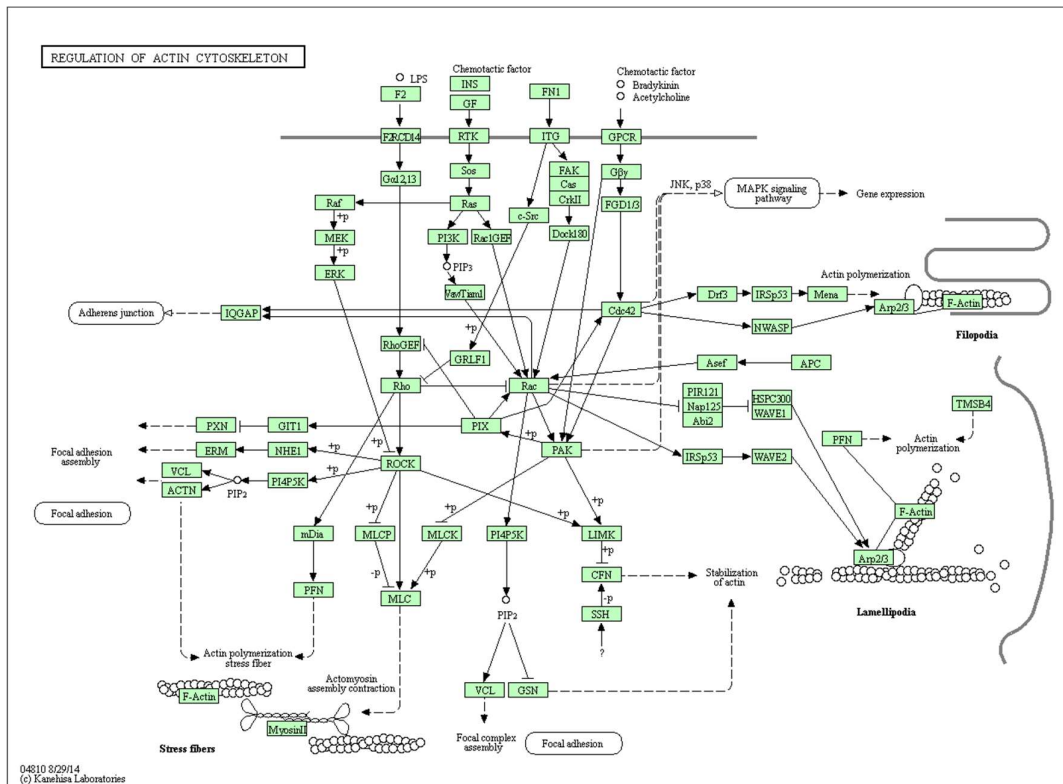 REGULATION OF ACTIN CYTOSKELETON
LPS
F2
Chemotactic factor
INS
GF
FN1
Chemotactic factor
Bradykinin
Acetylcholine
F2RCD14
RTK
ITG
GPCR
Gα12,13
Sos
FAK
Cas
CrkII
Gβγ
JNK, p38
MAPK signaling
pathway
Gene expression
Raf
Ras
FGD1/3
+p
MEK
PI3K
Rac1GEF
c-Src
Dock180
+p
ERK
PIP3
Vav/Tiam1
Actin polymerization
Drf3
IRSp53
Mena
Arp2/3
F-Actin
Adherens junction
IQGAP
Cdc42
NWASP
Filopodia
+p
RhoGEF
GRLF1
Asef
APC
Rho
Rac
PIR121
Nap125
Abi2
HSPC300
WAVE1
TMSB4
PXN
GIT1
PIX
PFN
Actin
polymerization
+p
+p
+p
Focal adhesion
assembly
ERM
NHE1
ROCK
PAK
IRSp53
WAVE2
VCL
ACTN
PIP2
PI4P5K
+p
Focal adhesion
F-Actin
+p
+p
+p
+p
mDia
MLCP
MLCK
PI4P5K
LIMK
+p
Arp2/3
-p
+p
CFN
Stabilization
of actin
PFN
MLC
-p
PIP2
SSH
Lamellipodia
?
Actin polymerization
stress fiber
Actomyosin
assembly contraction
F-Actin
VCL
GSN
MyosinII
Stress fibers
Focal complex
assembly
Focal adhesion
04810 8/29/14
(c) Kanehisa Laboratories